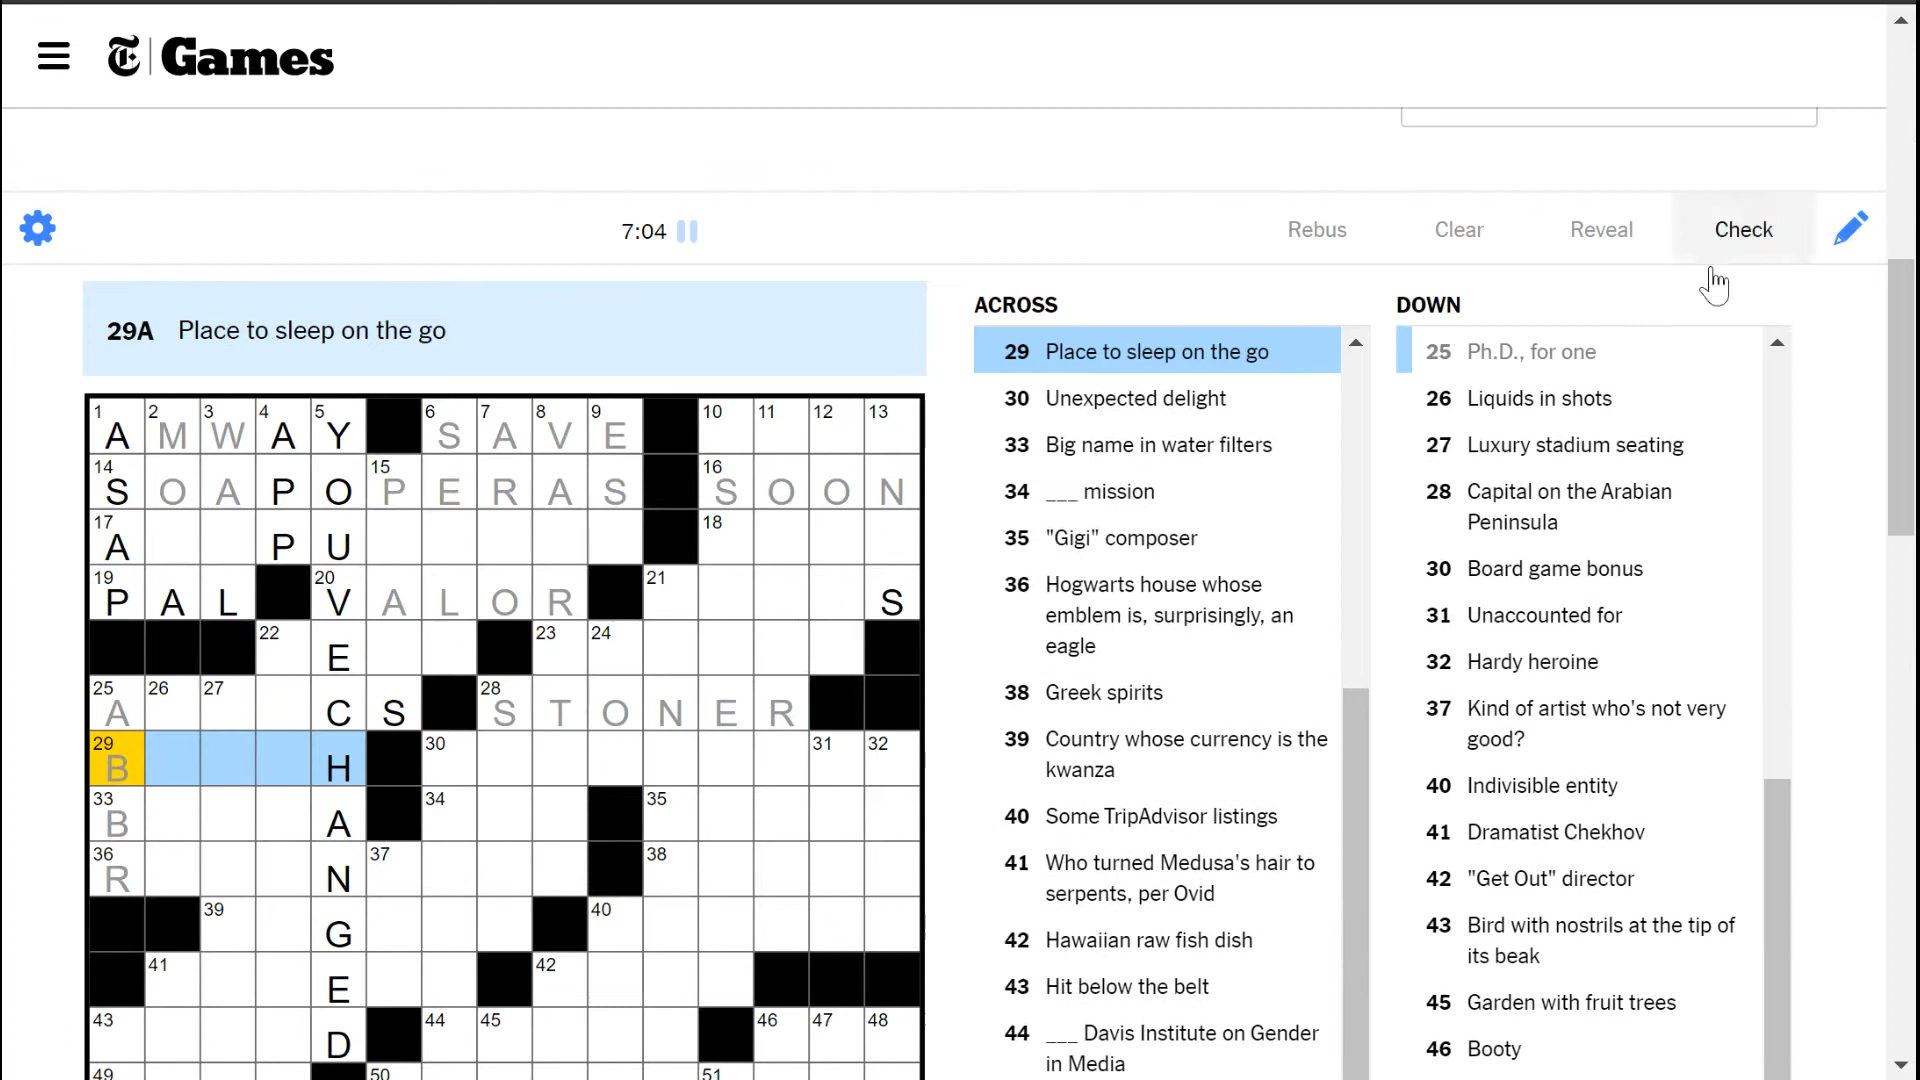 T Games
7:04
Rebus Clear Reveal Check
29A Place to sleep on the go
ACROSS
29 Place to sleep on the go
30 Unexpected delight
33 Big name in water filters
34 ___ mission
35 "Gigi" composer
36 Hogwarts house whose
emblem is, surprisingly, an
eagle
38 Greek spirits
39 Country whose currency is the
kwanza
40 Some TripAdvisor listings
41 Who turned Medusa's hair to
serpents, per Ovid
42 Hawaiian raw fish dish
43 Hit below the belt
44 ___ Davis Institute on Gender
in Media
DOWN
25 Ph.D., for one
26 Liquids in shots
27 Luxury stadium seating
28 Capital on the Arabian
Peninsula
30 Board game bonus
31 Unaccounted for
32 Hardy heroine
37 Kind of artist who's not very
good?
40 Indivisible entity
41 Dramatist Chekhov
42 "Get Out" director
43 Bird with nostrils at the tip of
its beak
45 Garden with fruit trees
46 Booty
1 2 3 4 5 6 7 8 9 10 11 12 13
A M W A Y S A V E
14 15 16
S O A P O P E R A S S O O N
17 18
A P U
19 20 21
P A L V A L O R S
22 23 24
E
25 26 27 28
A C S S T O N E R
29 30 31 32
B H
33 34 35
B A
36 37 38
R N
39 40
G
41 42
E
43 44 45 46 47 48
D
49 50 51